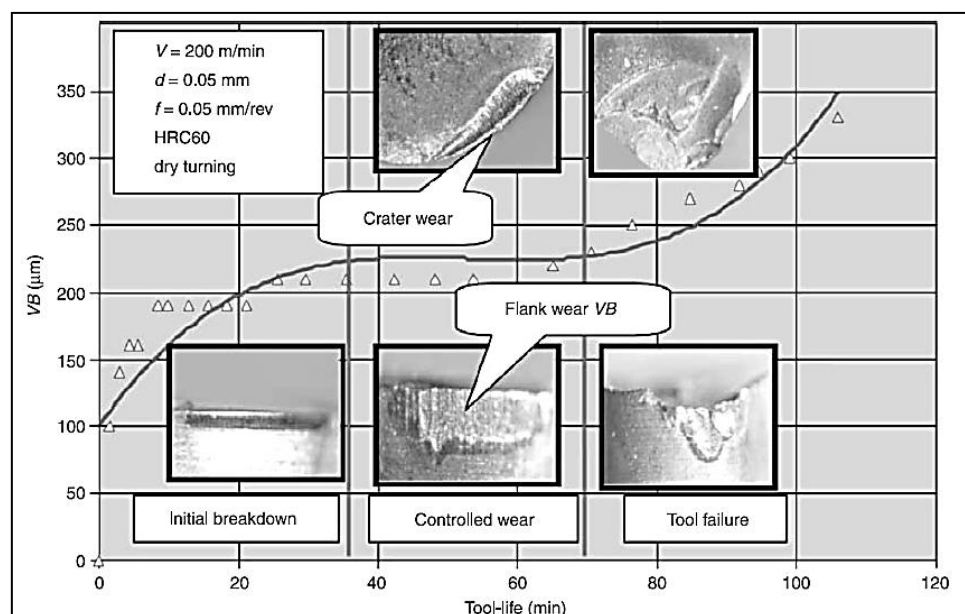 V = 200 m/min
d = 0.05 mm
f = 0.05 mm/rev
HRC60
dry turning
350
300
250
200
150
100
50
0
VB (μm)
Crater wear
Flank wear VB
Initial breakdown
Controlled wear
Tool failure
0
20
40
60
80
100
120
Tool-life (min)